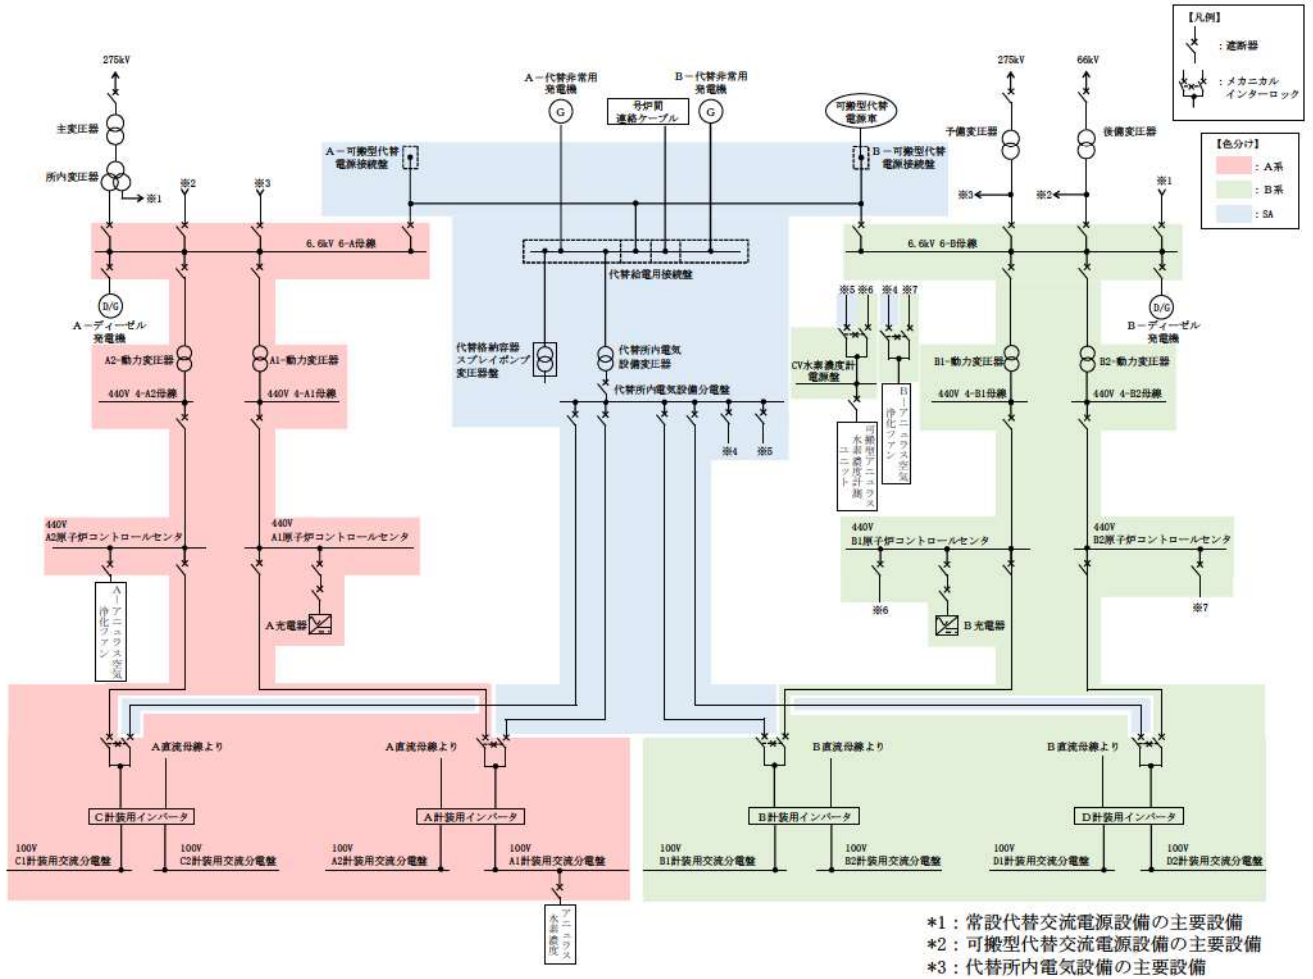 275kV
主変圧器
所内変圧器
※1
※2
※3
6.6kV 6-A母線
D/G
A－ディーゼル
発電機
A2-動力変圧器
A1-動力変圧器
440V 4-A2母線
440V 4-A1母線
440V
A2原子炉コントロールセンタ
440V
A1原子炉コントロールセンタ
A－アニュラス空気
浄化ファン
A充電器
A－可搬型代替
電源接続盤
A－代替非常用
発電機
G
号炉間
連絡ケーブル
B－代替非常用
発電機
G
可搬型代替
電源車
B－可搬型代替
電源接続盤
代替給電用接続盤
代替格納容器
スプレイポンプ
変圧器盤
代替所内電気
設備変圧器
代替所内電気設備分電盤
※4
※5
275kV
66kV
予備変圧器
後備変圧器
※3
※2
※1
6.6kV 6-B母線
※5
※6
※4
※7
CV水素濃度計
電源盤
可搬型アニュラス
水素濃度計測
ユニット
B－アニュラス空気
浄化ファン
D/G
B－ディーゼル
発電機
B1-動力変圧器
B2-動力変圧器
440V 4-B1母線
440V 4-B2母線
440V
B1原子炉コントロールセンタ
440V
B2原子炉コントロールセンタ
※6
B充電器
※7
【凡例】
：遮断器
：メカニカル
インターロック
【色分け】
：A系
：B系
：SA
A直流母線より
A直流母線より
B直流母線より
B直流母線より
C計装用インバータ
A計装用インバータ
B計装用インバータ
D計装用インバータ
100V
C1計装用交流分電盤
100V
C2計装用交流分電盤
100V
A2計装用交流分電盤
100V
A1計装用交流分電盤
100V
B1計装用交流分電盤
100V
B2計装用交流分電盤
100V
D1計装用交流分電盤
100V
D2計装用交流分電盤
アニュラス
水素濃度
*1：常設代替交流電源設備の主要設備
*2：可搬型代替交流電源設備の主要設備
*3：代替所内電気設備の主要設備